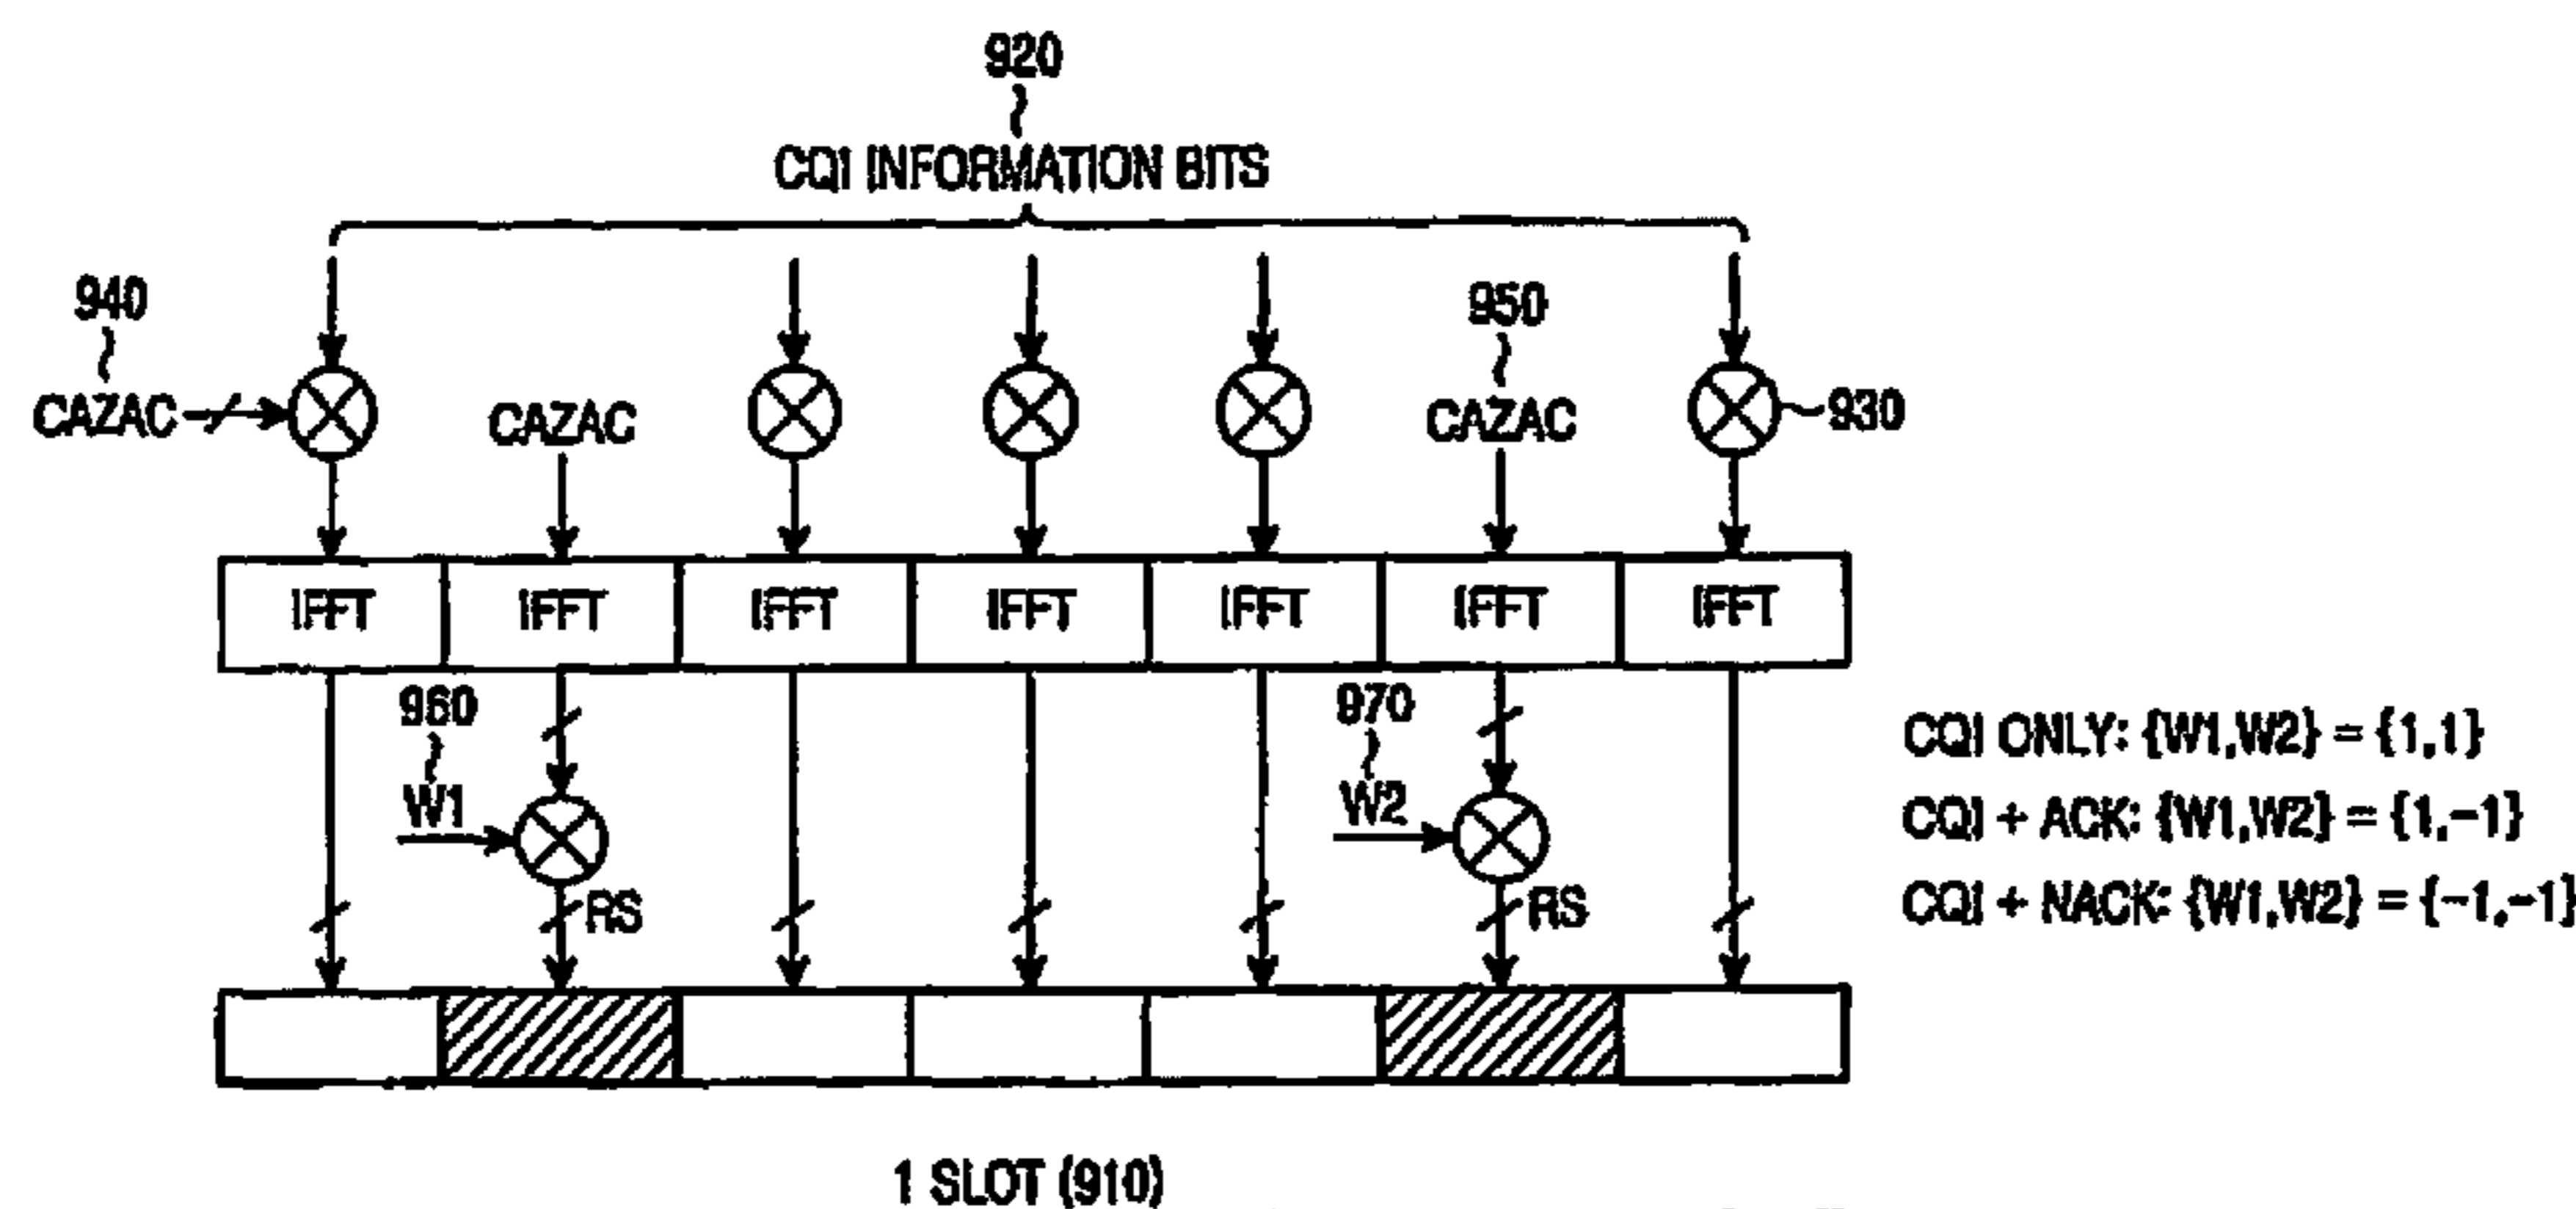 920
CQI INFORMATION BITS
940
950
CAZAC
CAZAC
CAZAC
930
IFFT IFFT IFFT IFFT IFFT IFFT IFFT
960
970
W1
W2
RS
RS
CQI ONLY: {W1,W2} = {1,1}
CQI + ACK: {W1,W2} = {1,-1}
CQI + NACK: {W1,W2} = {-1,-1}
1 SLOT (910)